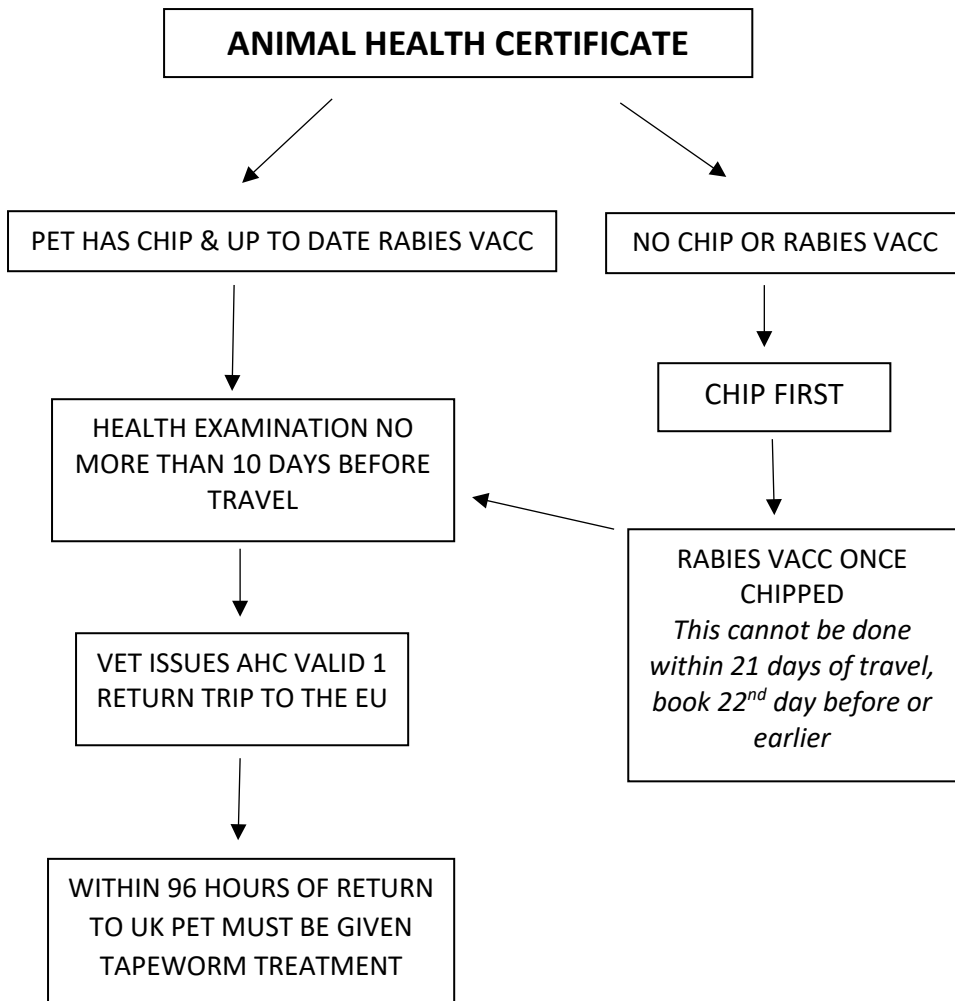 ANIMAL HEALTH CERTIFICATE
PET HAS CHIP & UP TO DATE RABIES VACC
NO CHIP OR RABIES VACC
CHIP FIRST
HEALTH EXAMINATION NO
MORE THAN 10 DAYS BEFORE
TRAVEL
RABIES VACC ONCE
CHIPPED
This cannot be done
within 21 days of travel,
book 22nd day before or
earlier
VET ISSUES AHC VALID 1
RETURN TRIP TO THE EU
WITHIN 96 HOURS OF RETURN
TO UK PET MUST BE GIVEN
TAPEWORM TREATMENT